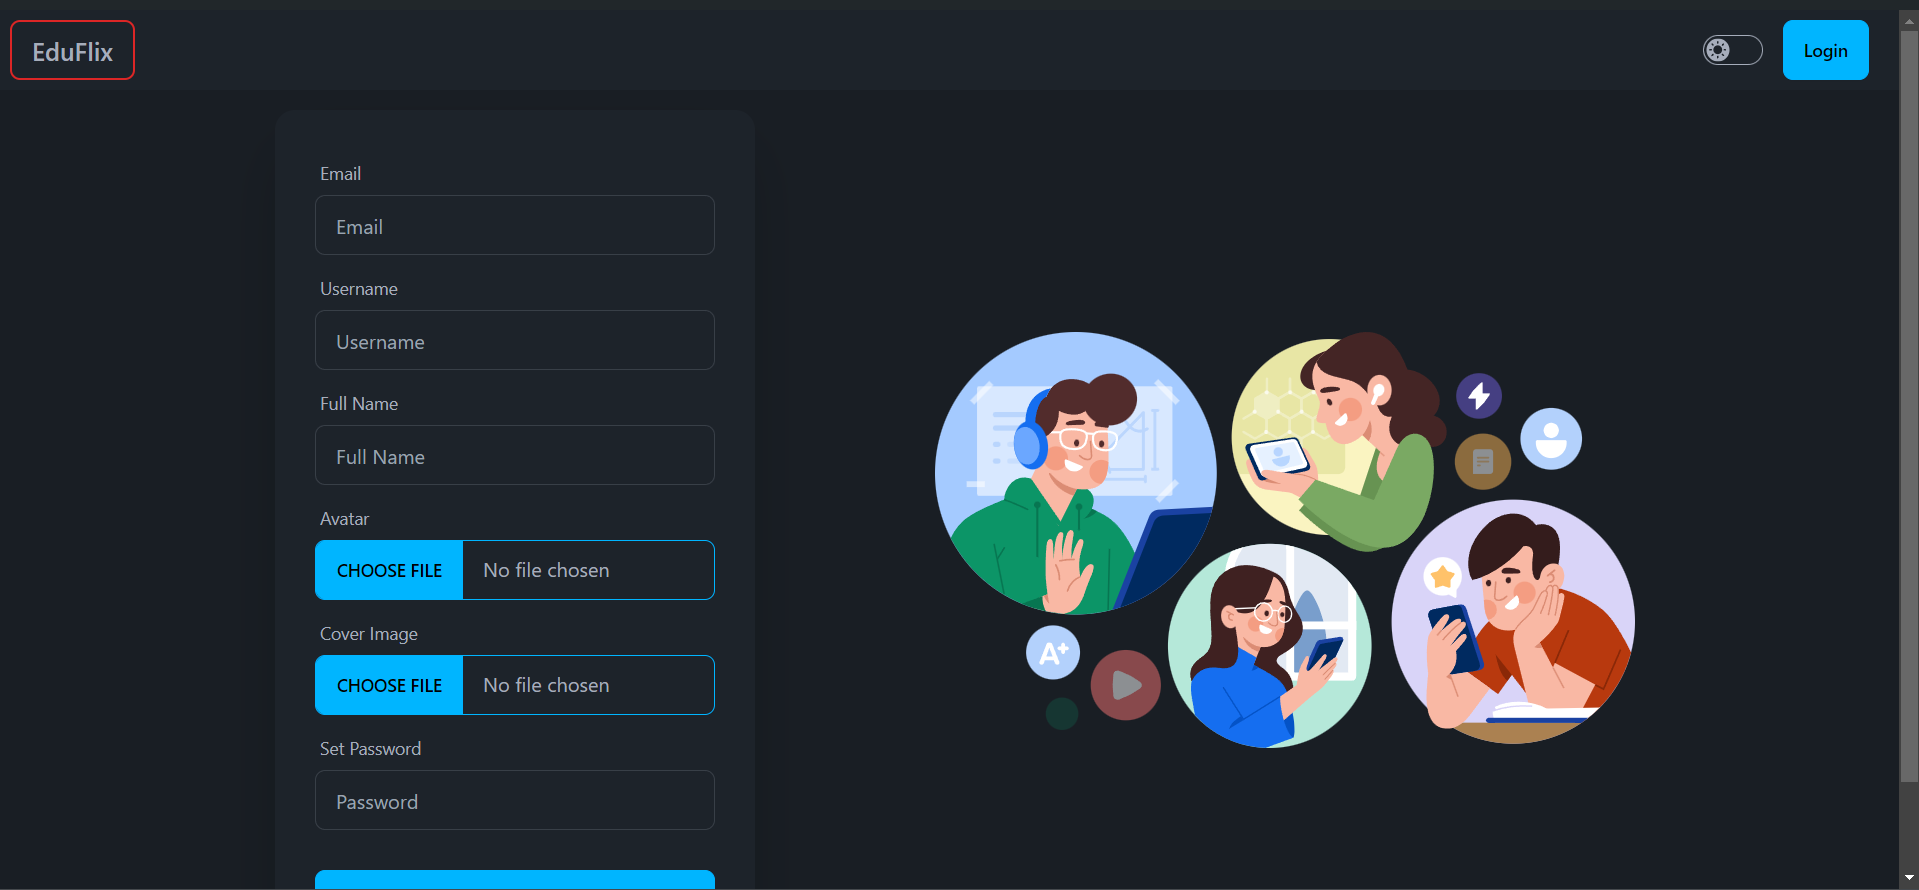 EduFlix
Login
Email
Email
Username
Username
Full Name
Full Name
Avatar
CHOOSE FILE No file chosen
Cover Image
CHOOSE FILE No file chosen
Set Password
Password
A+